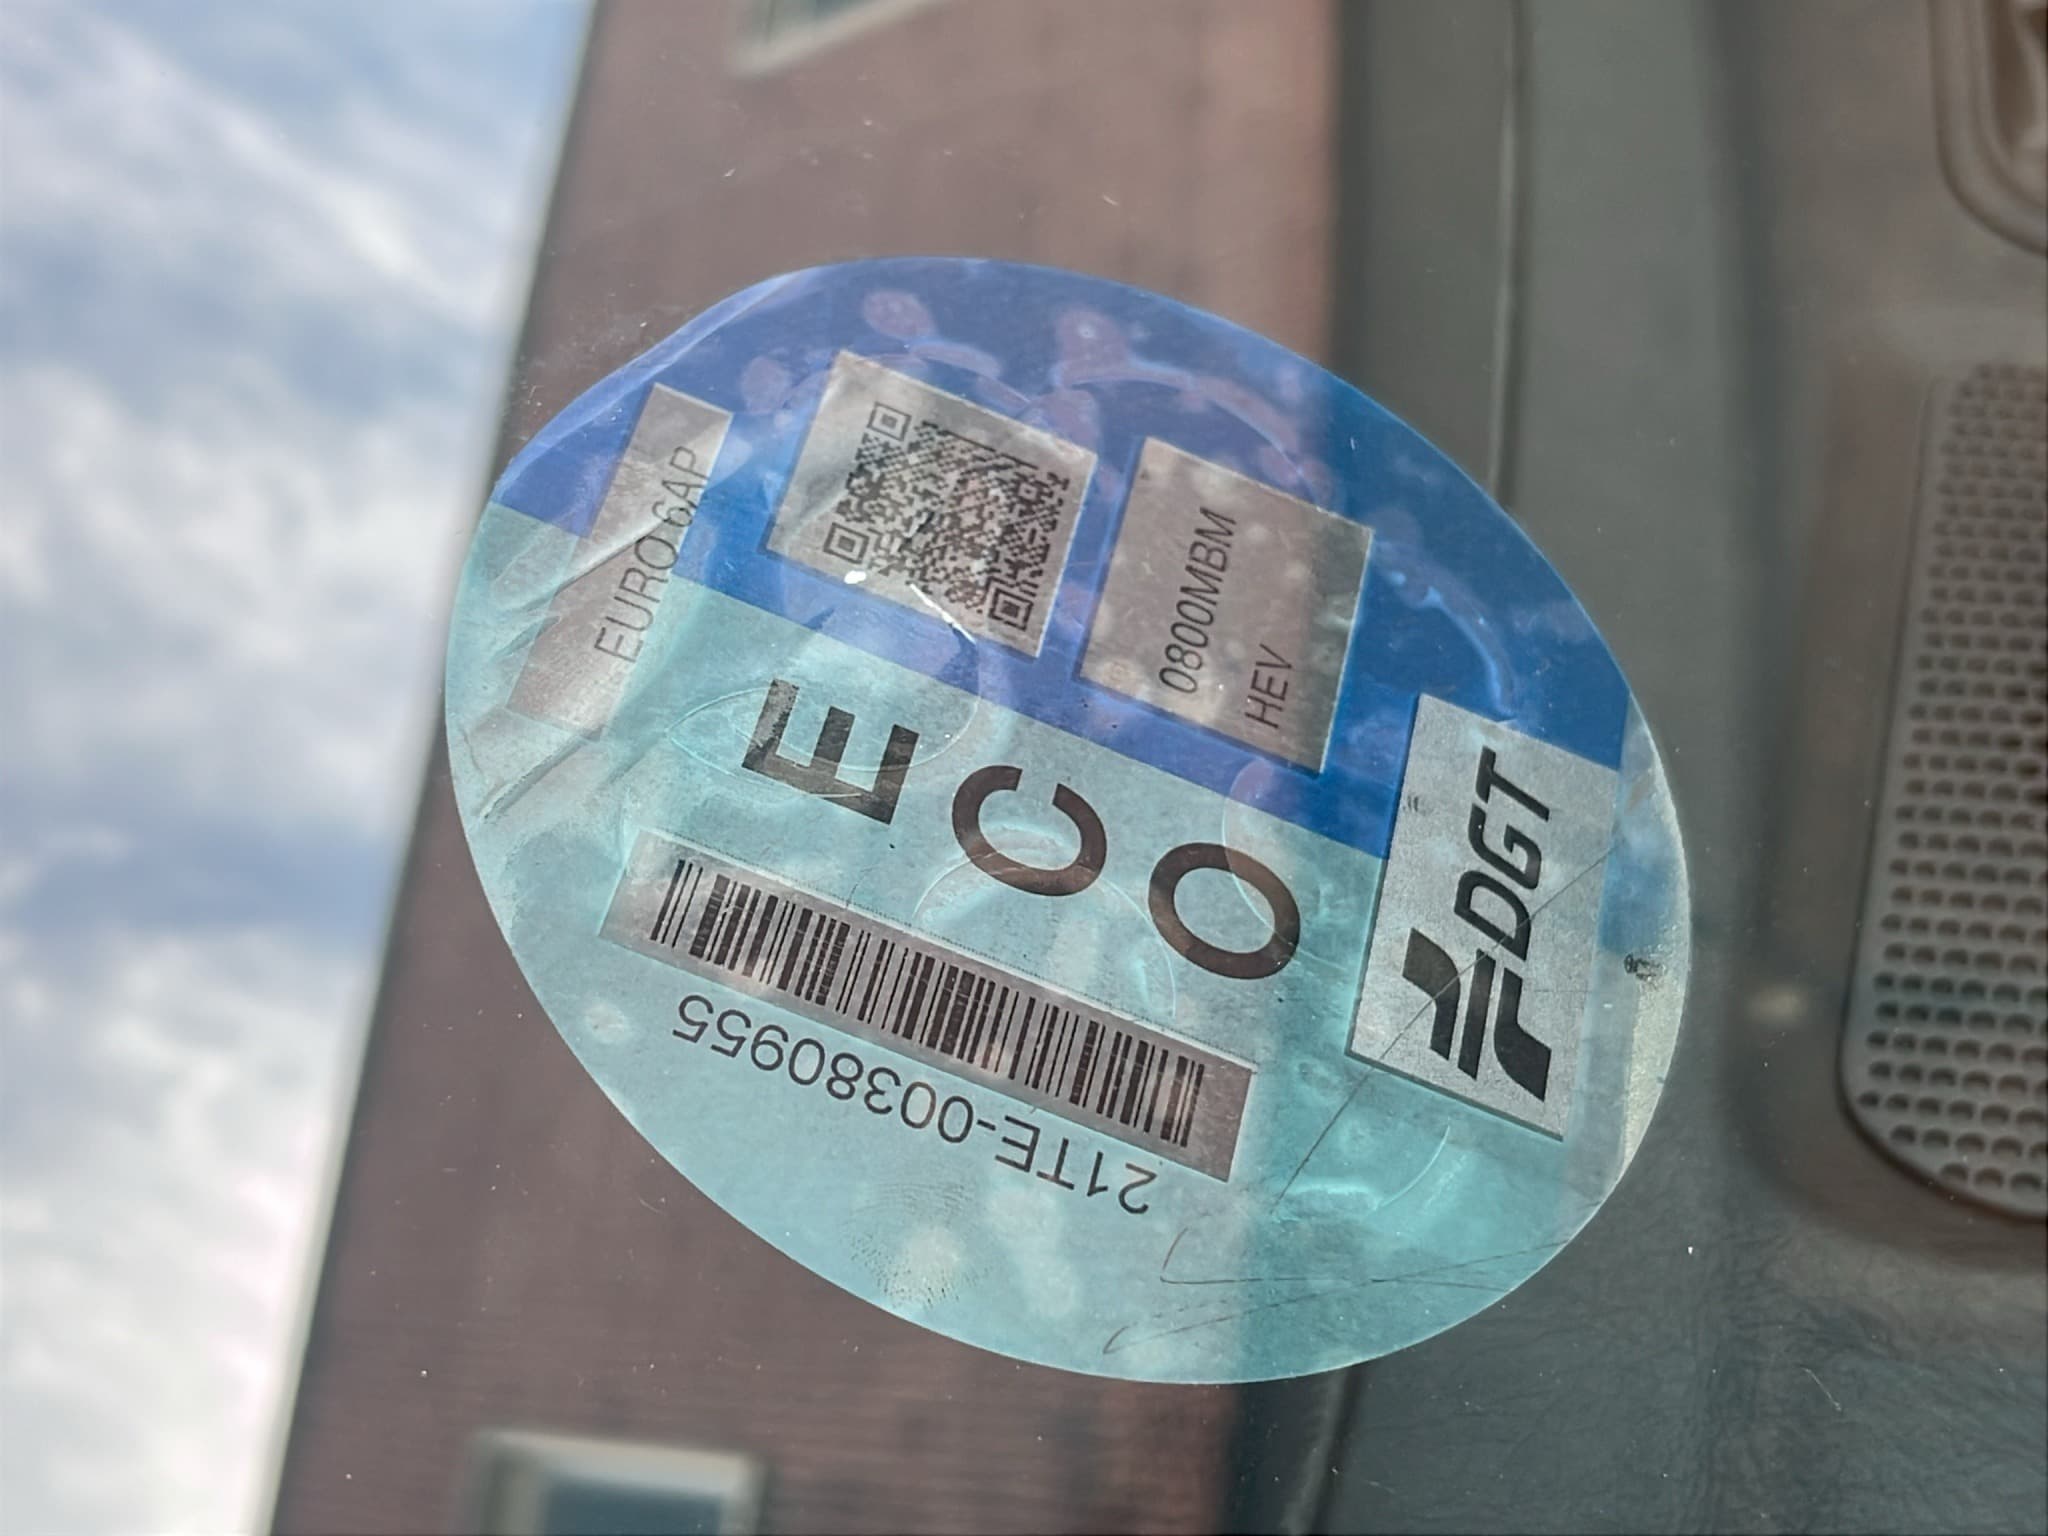 EURO 6AP
0800MBM
HEV
ECO
DGT
21TE-00380955